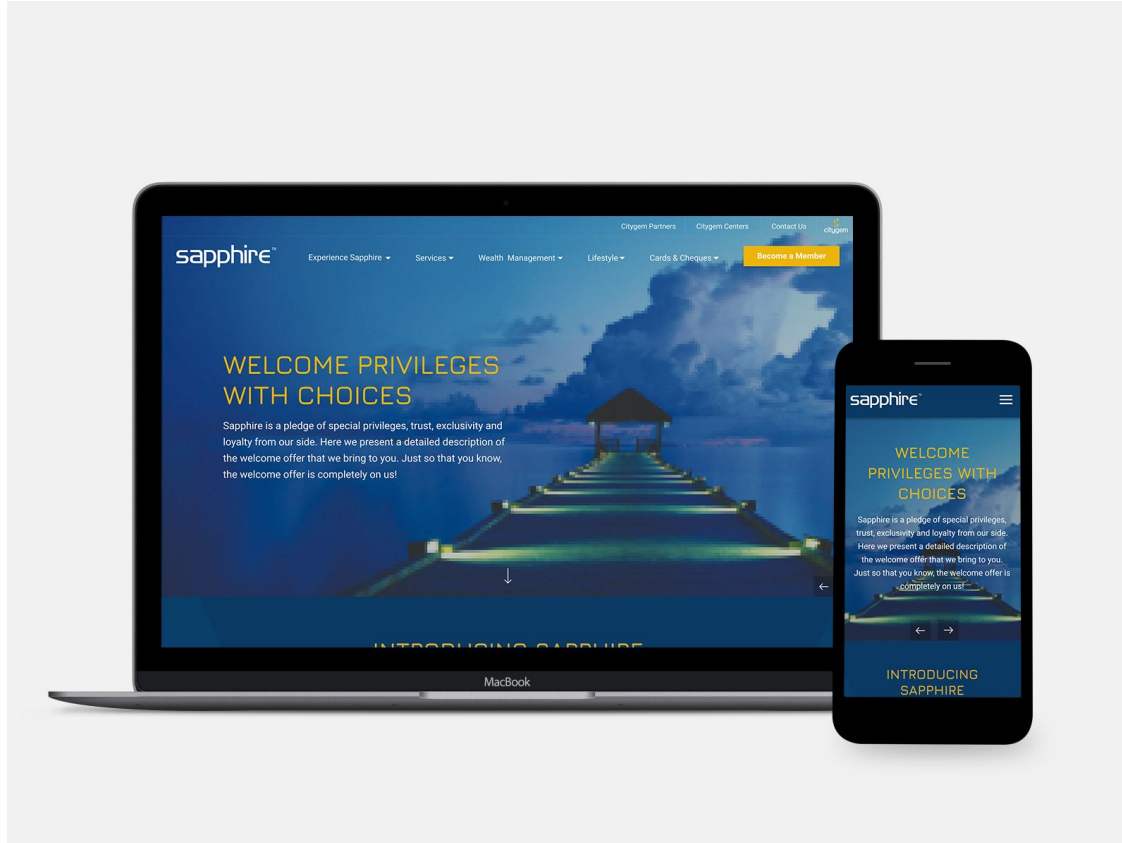 Citygem Partners Citygem Centers Contact Us citygem
sapphire™ Experience Sapphire Services Wealth Management Lifestyle Cards & Cheques Become a Member
WELCOME PRIVILEGES
WITH CHOICES
Sapphire is a pledge of special privileges, trust, exclusivity and
loyalty from our side. Here we present a detailed description of
the welcome offer that we bring to you. Just so that you know,
the welcome offer is completely on us!
INTRODUCING SAPPHIRE
MacBook
sapphire™
WELCOME
PRIVILEGES WITH
CHOICES
Sapphire is a pledge of special privileges,
trust, exclusivity and loyalty from our side.
Here we present a detailed description of
the welcome offer that we bring to you.
Just so that you know, the welcome offer is
completely on us!
INTRODUCING
SAPPHIRE